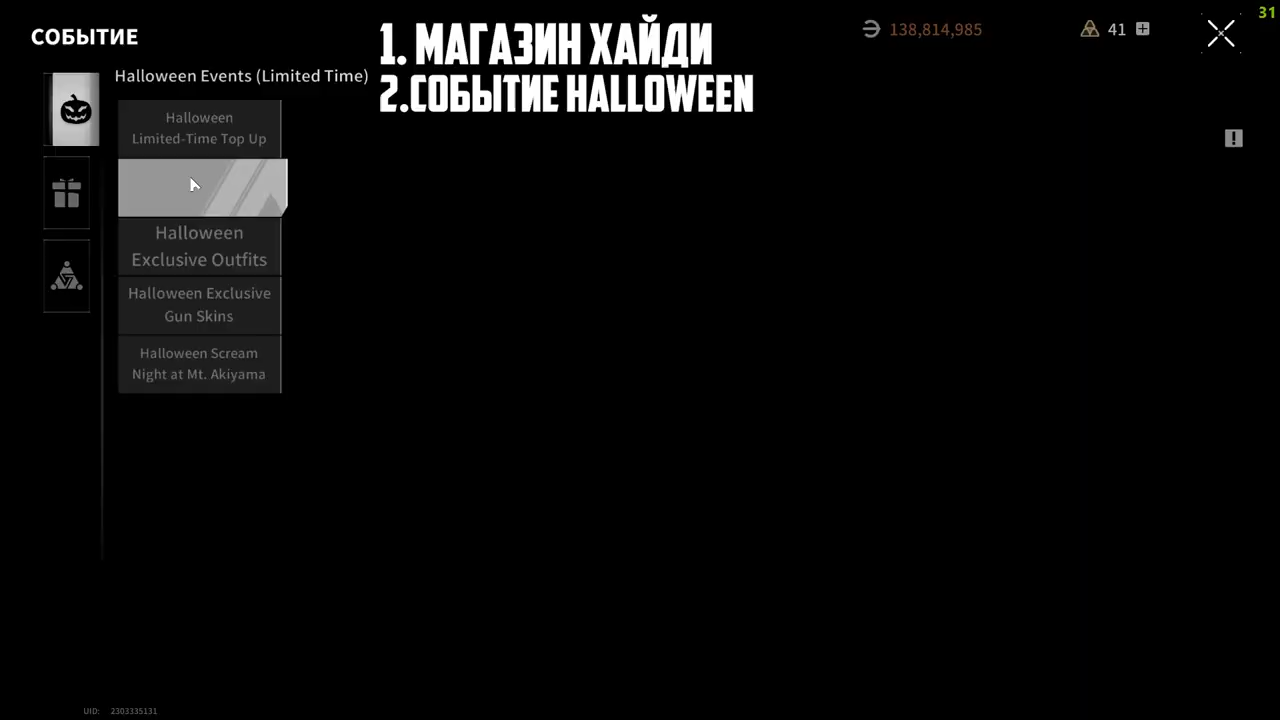 31
СОБЫТИЕ
1. МАГАЗИН ХАЙДИ
138,814,985
41
Halloween Events (Limited Time)
2.СОБЫТИЕ HALLOWEEN
Halloween
Limited-Time Top Up
Halloween
Exclusive Outfits
Halloween Exclusive
Gun Skins
Halloween Scream
Night at Mt. Akiyama
UID: 2303335131